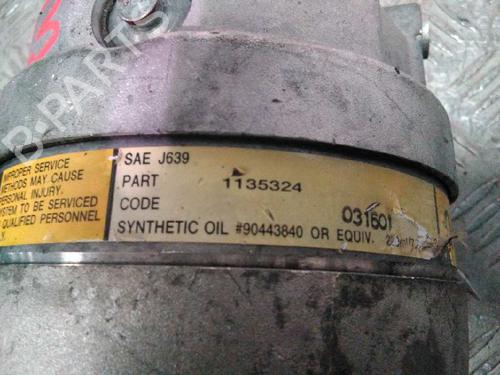 B-PARTS
IMPROPER SERVICE
METHODS MAY CAUSE
PERSONAL INJURY.
SYSTEM TO BE SERVICED
QUALIFIED PERSONNEL
SAE J639
PART 1135324
CODE 031601
SYNTHETIC OIL #90443840 OR EQUIV.